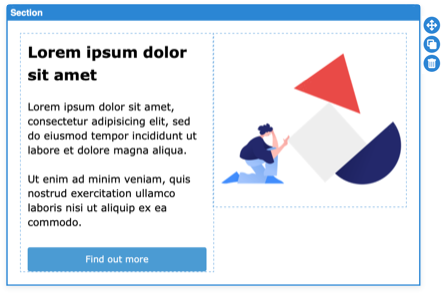 Section
Lorem ipsum dolor
sit amet
Lorem ipsum dolor sit amet,
consectetur adipisicing elit, sed
do eiusmod tempor incididunt ut
labore et dolore magna aliqua.
Ut enim ad minim veniam, quis
nostrud exercitation ullamco
laboris nisi ut aliquip ex ea
commodo.
Find out more